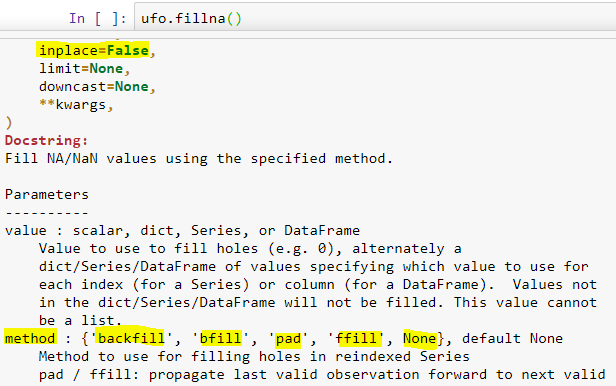 In [ ]: ufo.fillna()
inplace=False,
limit=None,
downcast=None,
**kwargs,
)
Docstring:
Fill NA/NaN values using the specified method.
Parameters
----------
value : scalar, dict, Series, or DataFrame
Value to use to fill holes (e.g. 0), alternately a
dict/Series/DataFrame of values specifying which value to use for
each index (for a Series) or column (for a DataFrame).  Values not
in the dict/Series/DataFrame will not be filled. This value cannot
be a list.
method : {'backfill', 'bfill', 'pad', 'ffill', None}, default None
Method to use for filling holes in reindexed Series
pad / ffill: propagate last valid observation forward to next valid